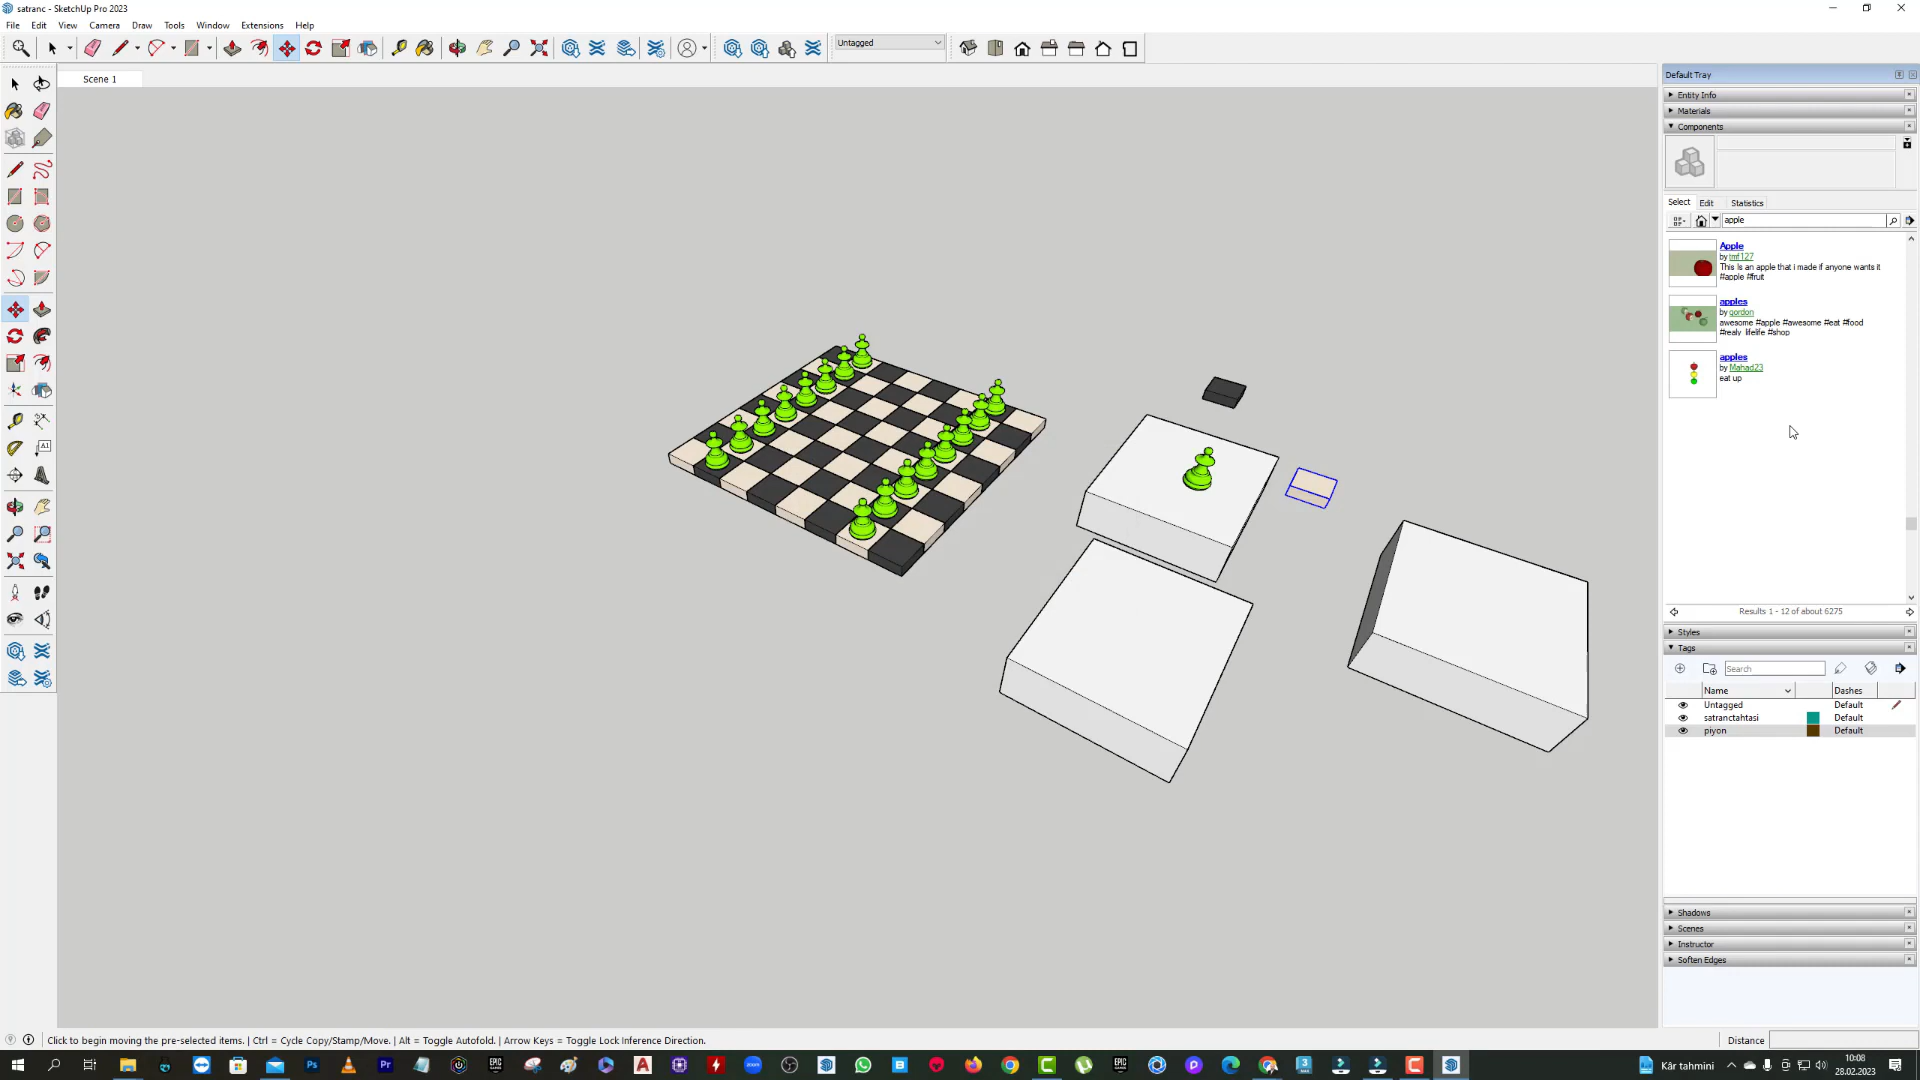 satranc - SketchUp Pro 2023
File Edit View Camera Draw Tools Window Extensions Help
Untagged
Scene 1
Default Tray
Entity Info
Materials
Components
Select Edit Statistics
apple
Apple
by tmf127
This Is an apple that i made if anyone wants it
#apple #fruit
apples
by gordon
awesome #apple #awesome #eat #food
#realy_lifelife #shop
apples
by Mahad23
eat up
Results 1 - 12 of about 6275
Styles
Tags
Search
Name Dashes
Untagged Default
satranctahtasi Default
piyon Default
Shadows
Scenes
Instructor
Soften Edges
Click to begin moving the pre-selected items. | Ctrl = Cycle Copy/Stamp/Move. | Alt = Toggle Autofold. | Arrow Keys = Toggle Lock Inference Direction.
Distance
Kâr tahmini
10:08
28.02.2023